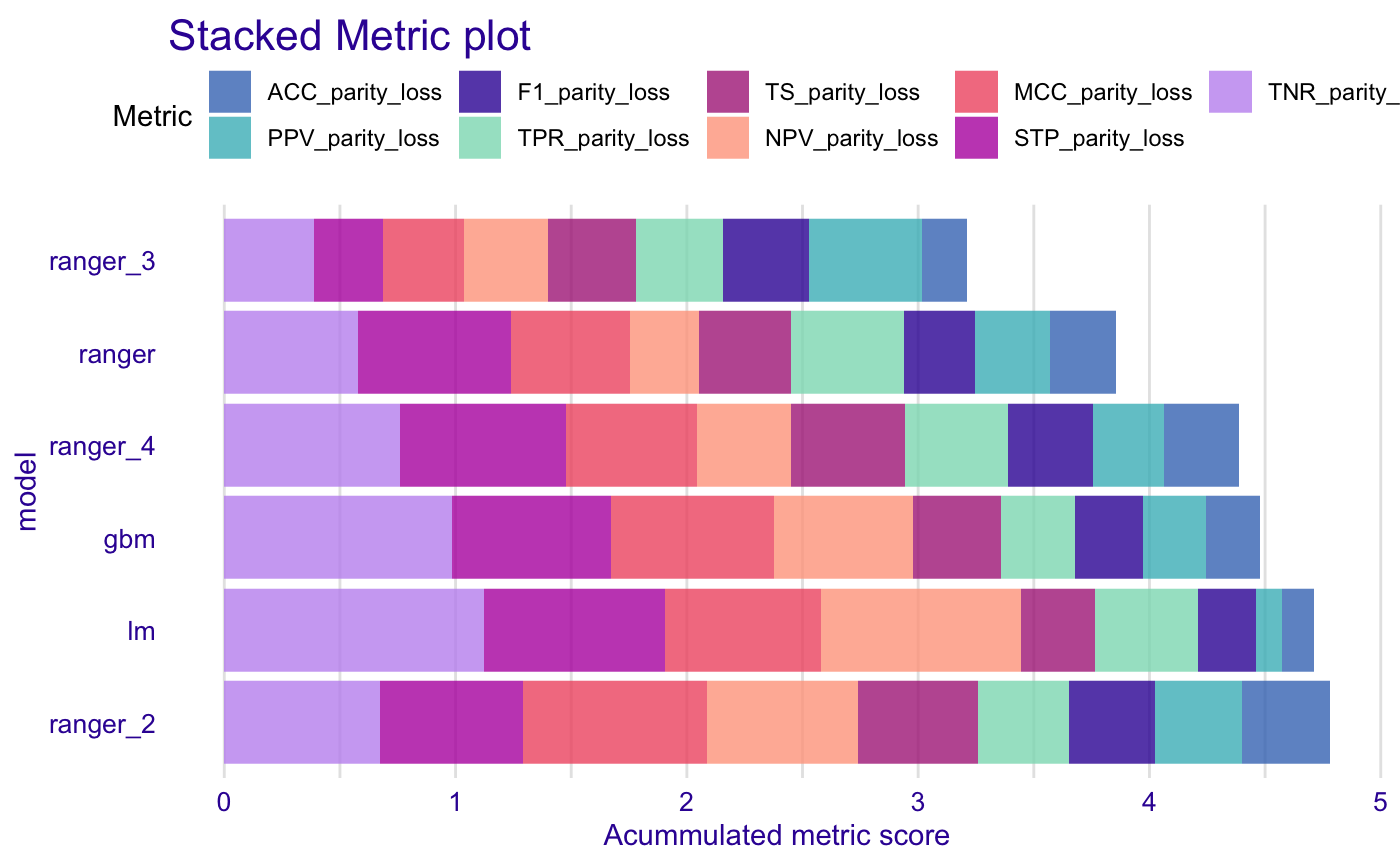 Stacked Metric plot
Metric
ACC_parity_loss F1_parity_loss TS_parity_loss MCC_parity_loss TNR_parity_
PPV_parity_loss TPR_parity_loss NPV_parity_loss STP_parity_loss
model
ranger_3
ranger
ranger_4
gbm
lm
ranger_2
0 1 2 3 4 5
Acummulated metric score